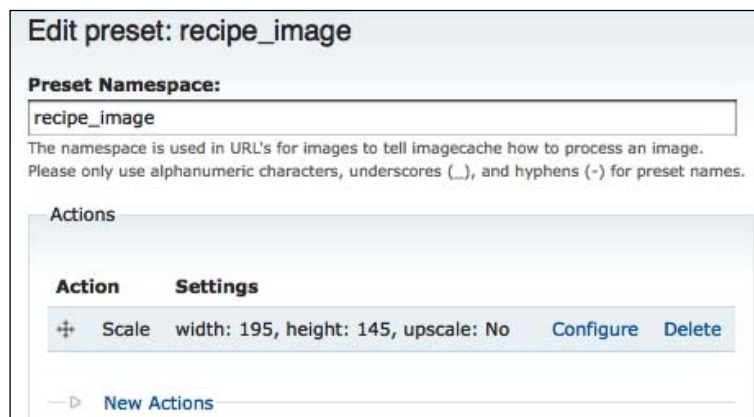 Edit preset: recipe_image
Preset Namespace:
recipe_image
The namespace is used in URL's for images to tell imagecache how to process an image.
Please only use alphanumeric characters, underscores (_), and hyphens (-) for preset names.
Actions
Action Settings
Scale width: 195, height: 145, upscale: No Configure Delete
New Actions